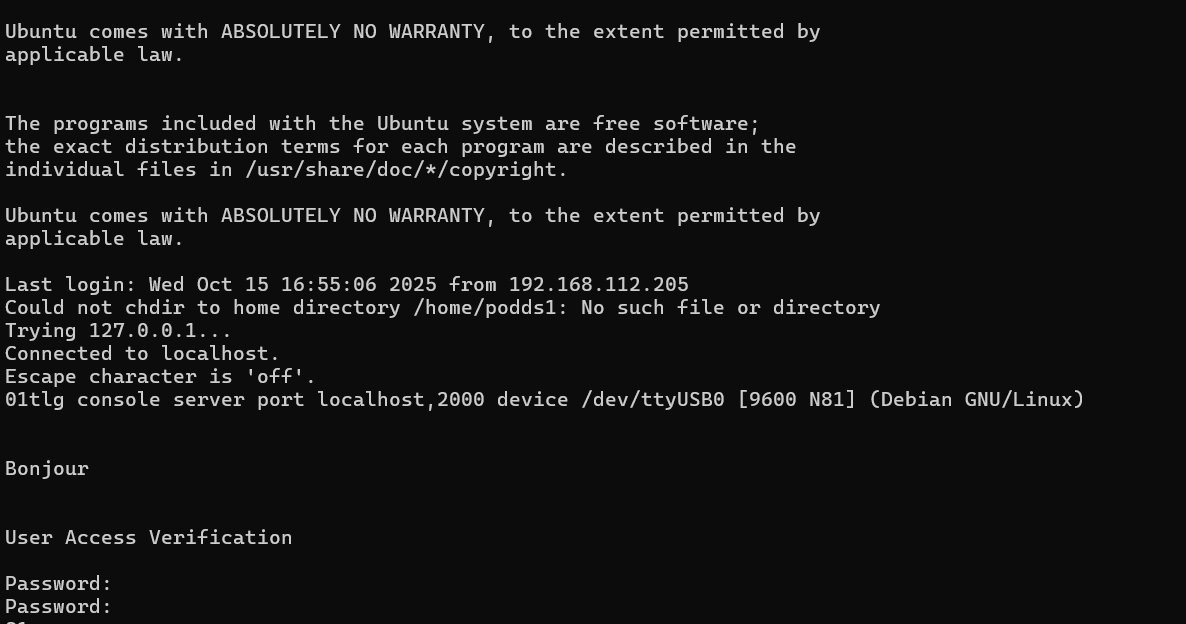 Ubuntu comes with ABSOLUTELY NO WARRANTY, to the extent permitted by
applicable law.
The programs included with the Ubuntu system are free software;
the exact distribution terms for each program are described in the
individual files in /usr/share/doc/*/copyright.
Ubuntu comes with ABSOLUTELY NO WARRANTY, to the extent permitted by
applicable law.
Last login: Wed Oct 15 16:55:06 2025 from 192.168.112.205
Could not chdir to home directory /home/podds1: No such file or directory
Trying 127.0.0.1...
Connected to localhost.
Escape character is 'off'.
01tlg console server port localhost,2000 device /dev/ttyUSB0 [9600 N81] (Debian GNU/Linux)
Bonjour
User Access Verification
Password:
Password: